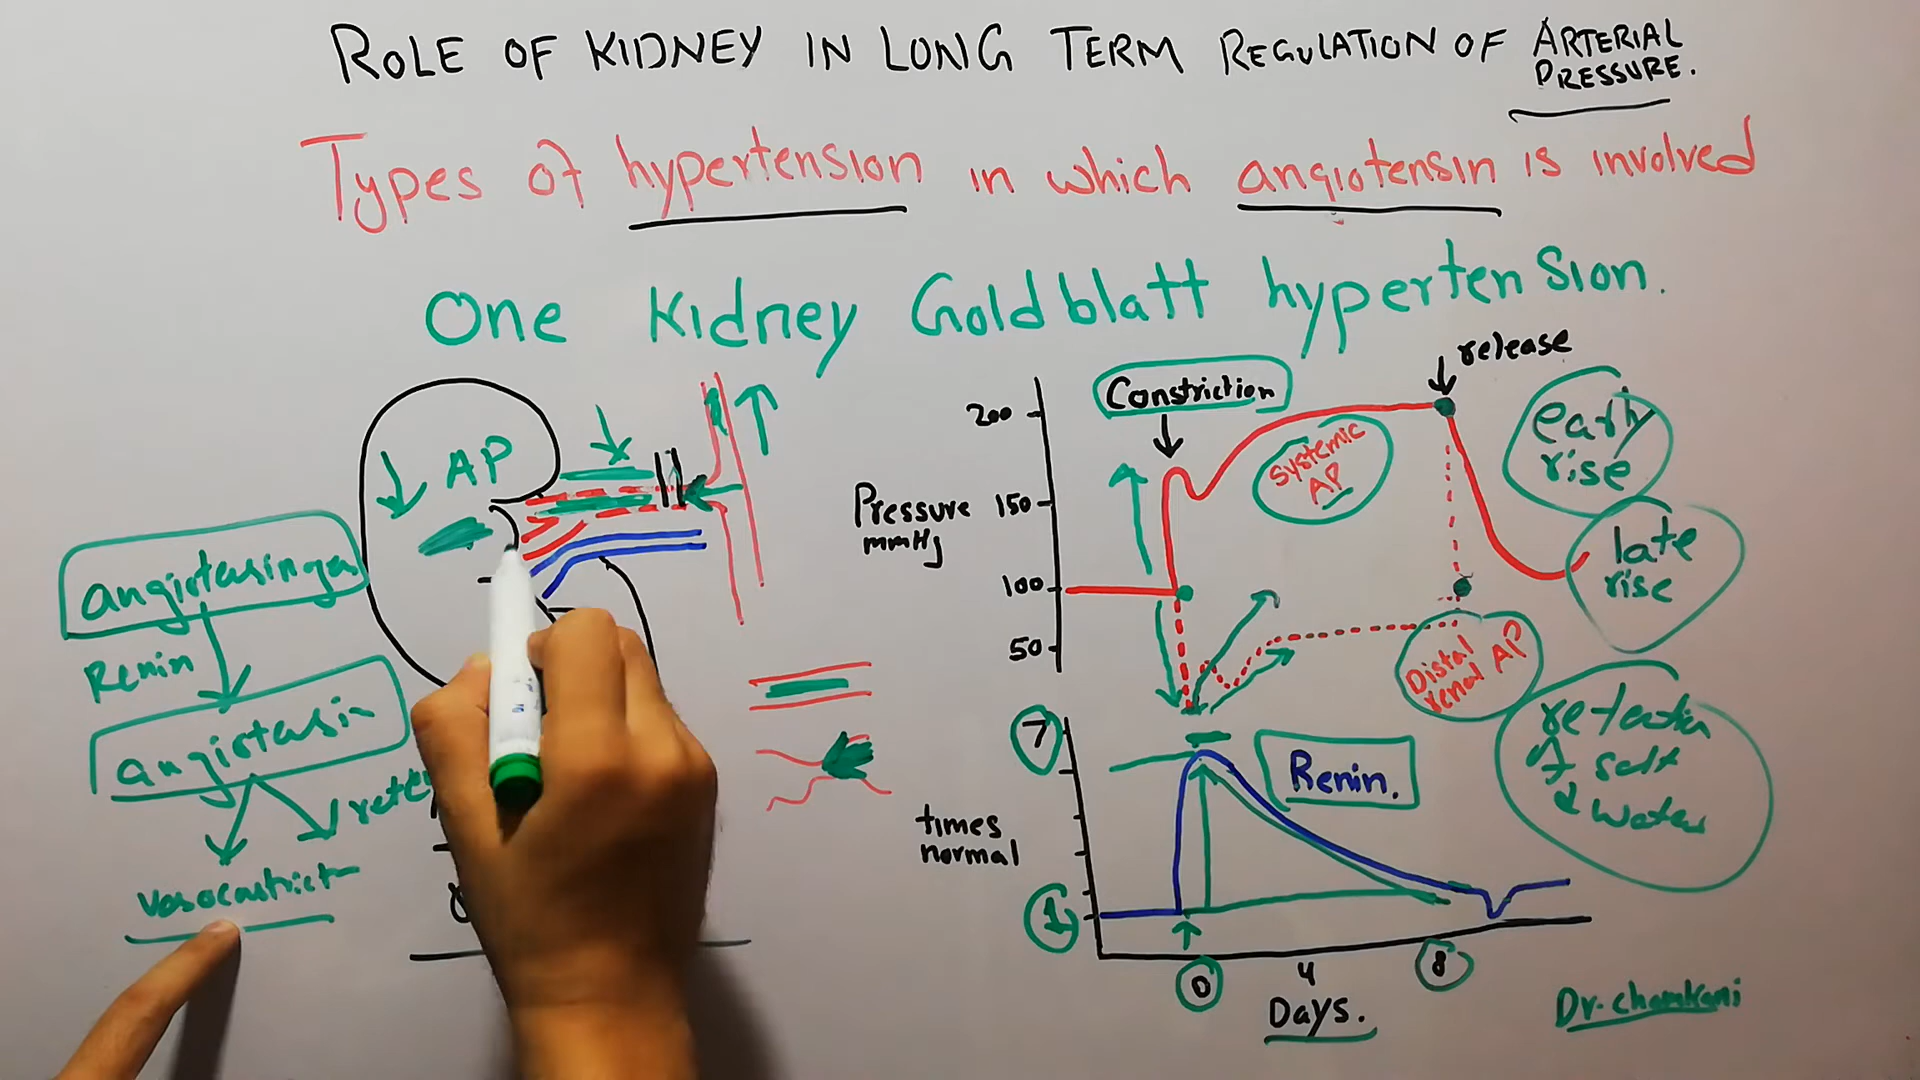 ROLE OF KIDNEY IN LONG TERM REGULATION OF ARTERIAL PRESSURE.
Types of hypertension in which angiotensin is involved
One Kidney Goldblatt hypertension.
↓ AP
angiotensinogen
Renin
angiotensin
vasoconstrict
Constriction
release
200
150
100
50
Pressure
mmHg
Systemic
AP
Distal
renal AP
early
rise
late
rise
7
1
times
normal
Renin.
retention
of salt
& water
0
4
8
Days.
Dr. chamkani